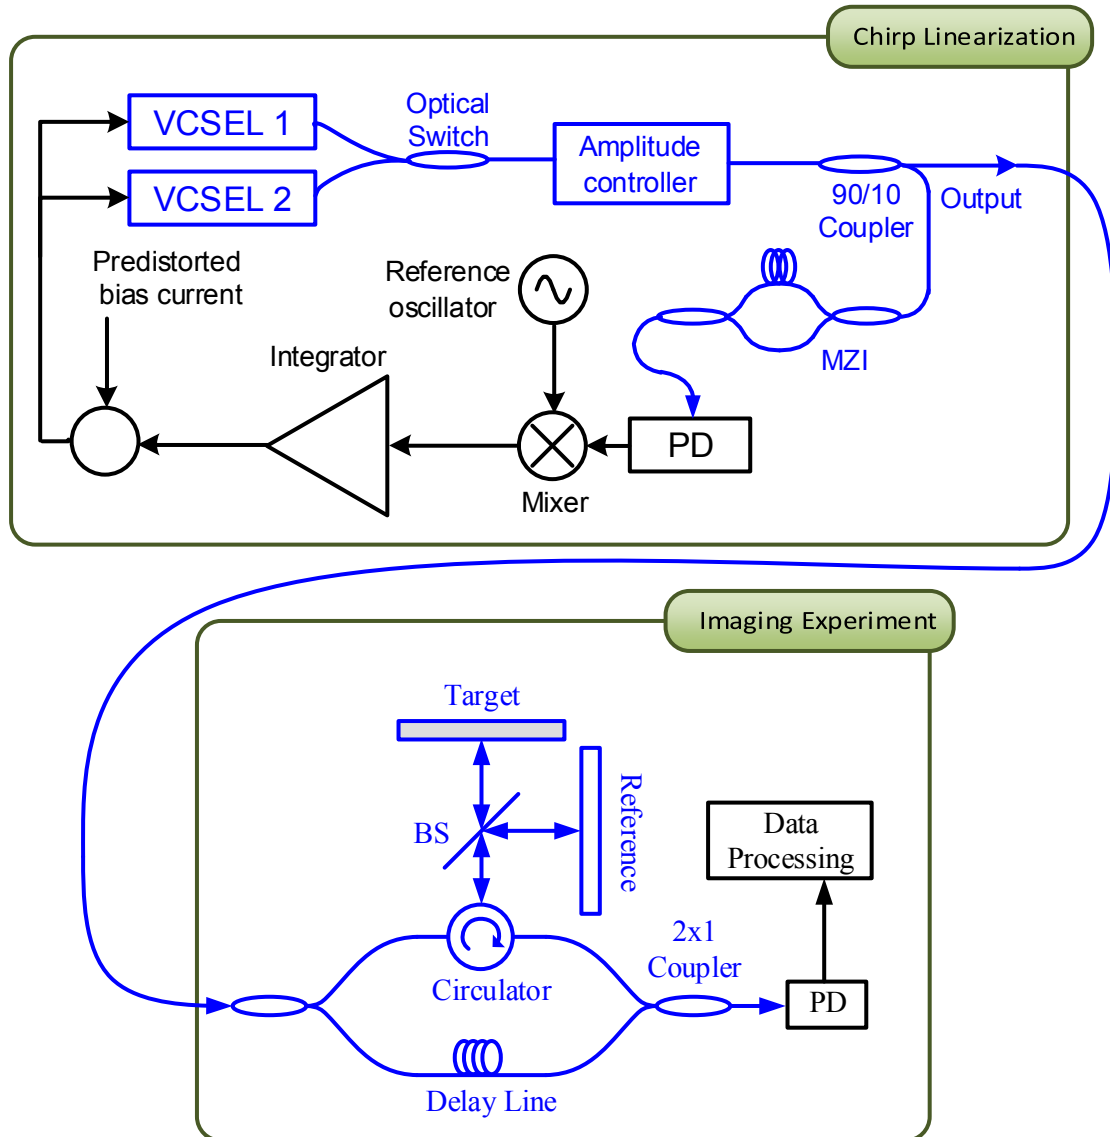 Chirp Linearization
VCSEL 1
VCSEL 2
Optical
Switch
Amplitude
controller
90/10
Coupler
Output
Predistorted
bias current
Reference
oscillator
Integrator
MZI
PD
Mixer
Imaging Experiment
Target
Reference
BS
Data
Processing
Circulator
2x1
Coupler
PD
Delay Line